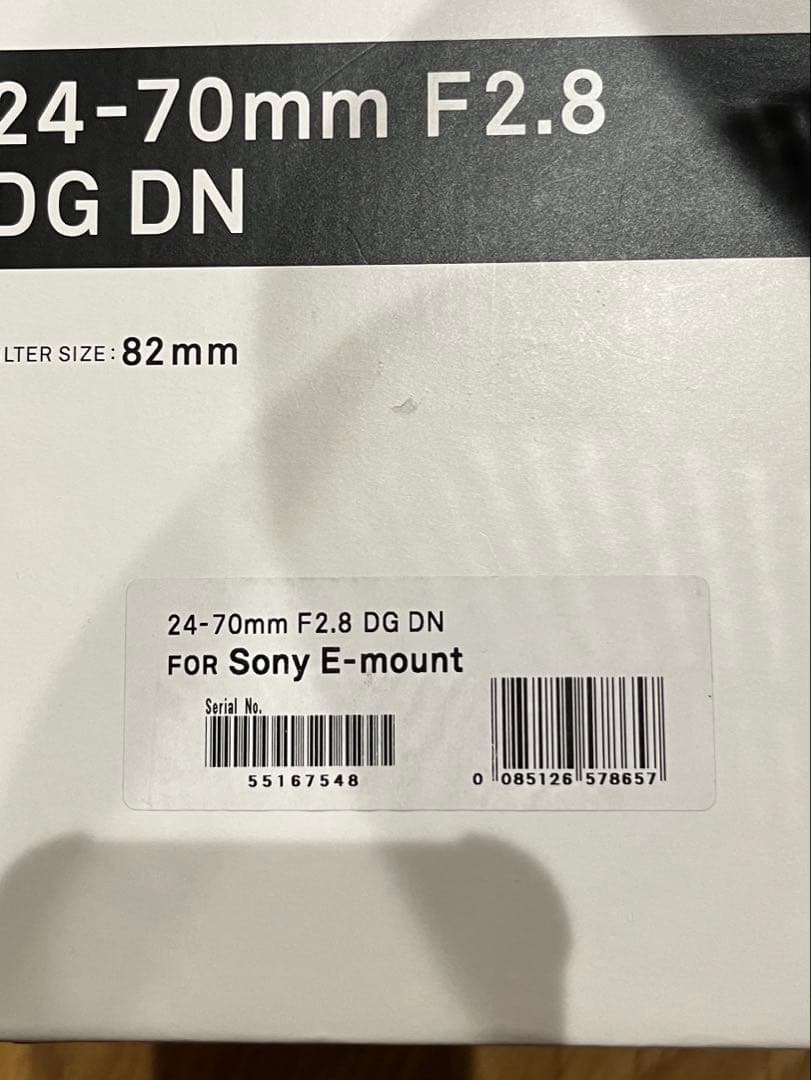 24-70mm F2.8
DG DN
LTER SIZE: 82mm
24-70mm F2.8 DG DN
FOR Sony E-mount
Serial No.
55167548
0 085126 578657